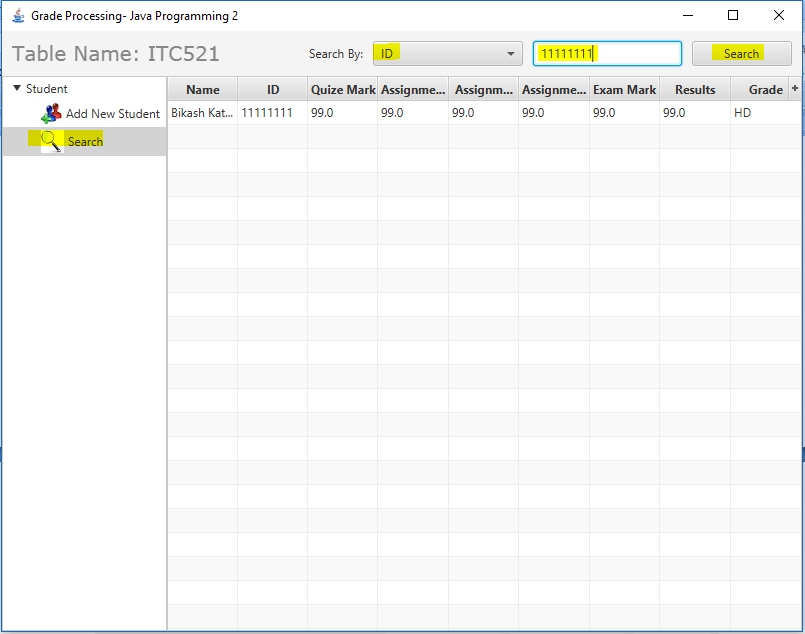 Grade Processing- Java Programming 2
Table Name: ITC521 Search By: ID 11111111 Search
Student
Add New Student
Search
Name ID Quize Mark Assignme... Assignm... Assignme... Exam Mark Results Grade +
Bikash Kat... 11111111 99.0 99.0 99.0 99.0 99.0 99.0 HD